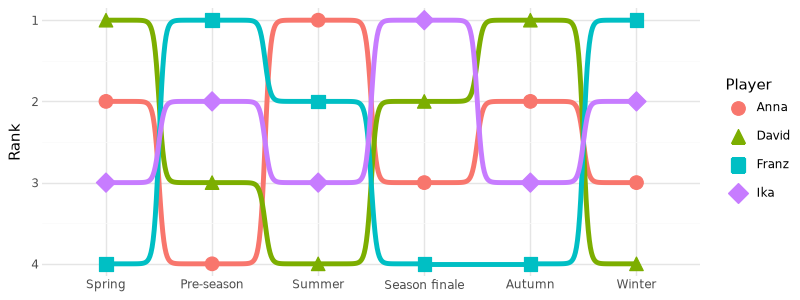 Rank
1
2
3
4
Spring
Pre-season
Summer
Season finale
Autumn
Winter
Player
Anna
David
Franz
Ika